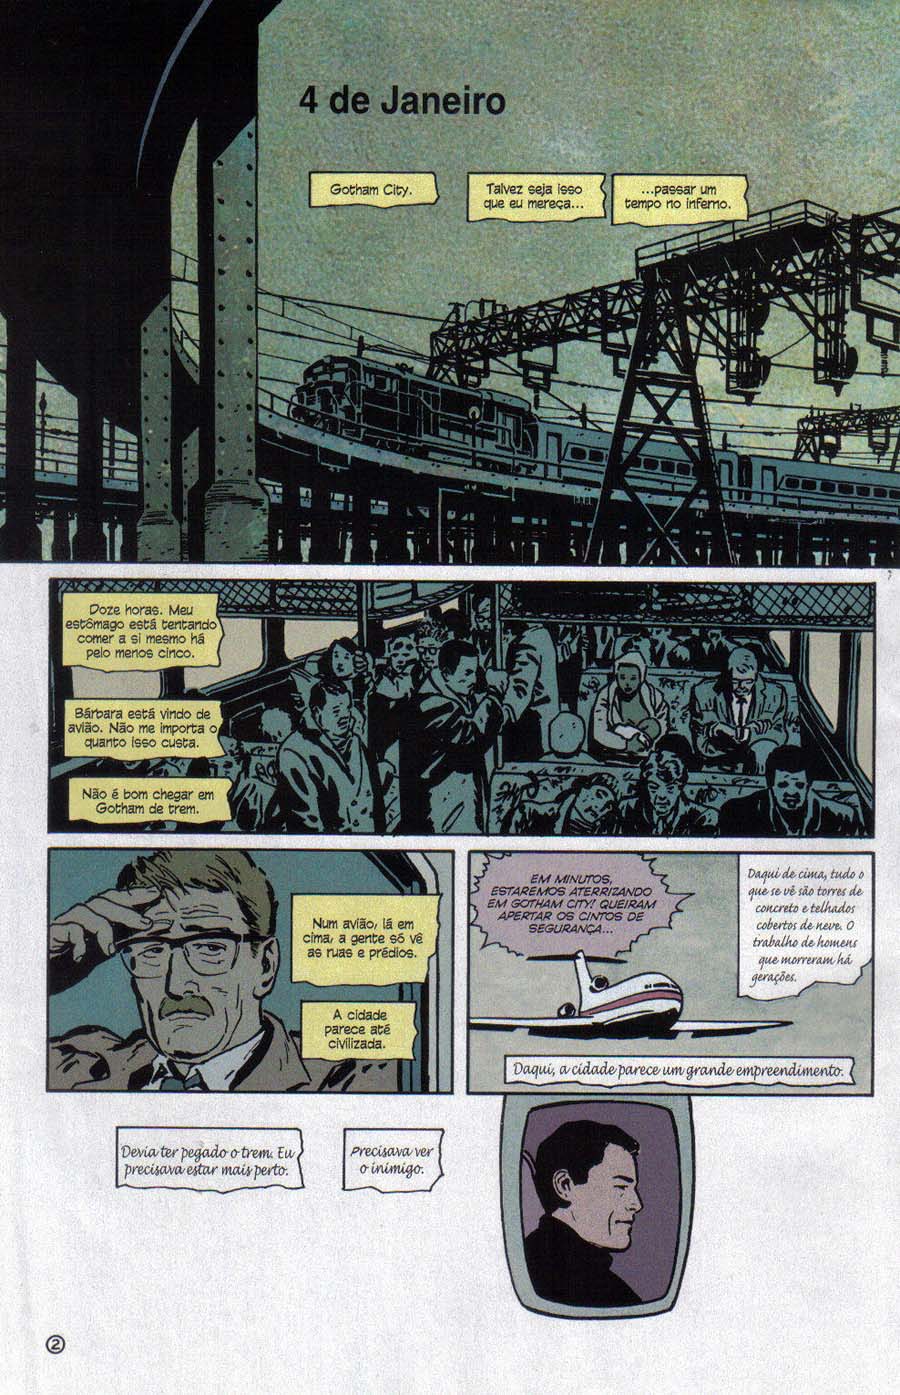 4 de Janeiro
Gotham City.
Talvez seja isso
que eu mereça...
...passar um
tempo no inferno.
Doze horas. Meu
estômago está tentando
comer a si mesmo há
pelo menos cinco.
Bárbara está vindo de
avião. Não me importa o
quanto isso custa.
Não é bom chegar em
Gotham de trem.
Num avião, lá em
cima, a gente só vê
as ruas e prédios.
A cidade
parece até
civilizada.
EM MINUTOS,
ESTAREMOS ATERRIZANDO
EM GOTHAM CITY! QUEIRAM
APERTAR OS CINTOS DE
SEGURANÇA...
Daqui de cima, tudo o
que se vê são torres de
concreto e telhados
cobertos de neve. O
trabalho de homens
que morreram há
gerações.
Daqui, a cidade parece um grande empreendimento.
Devia ter pegado o trem. Eu
precisava estar mais perto.
Precisava ver
o inimigo.
2